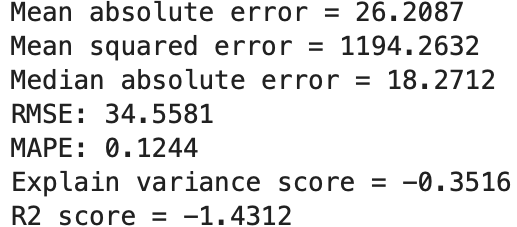 Mean absolute error = 26.2087
Mean squared error = 1194.2632
Median absolute error = 18.2712
RMSE: 34.5581
MAPE: 0.1244
Explain variance score = -0.3516
R2 score = -1.4312